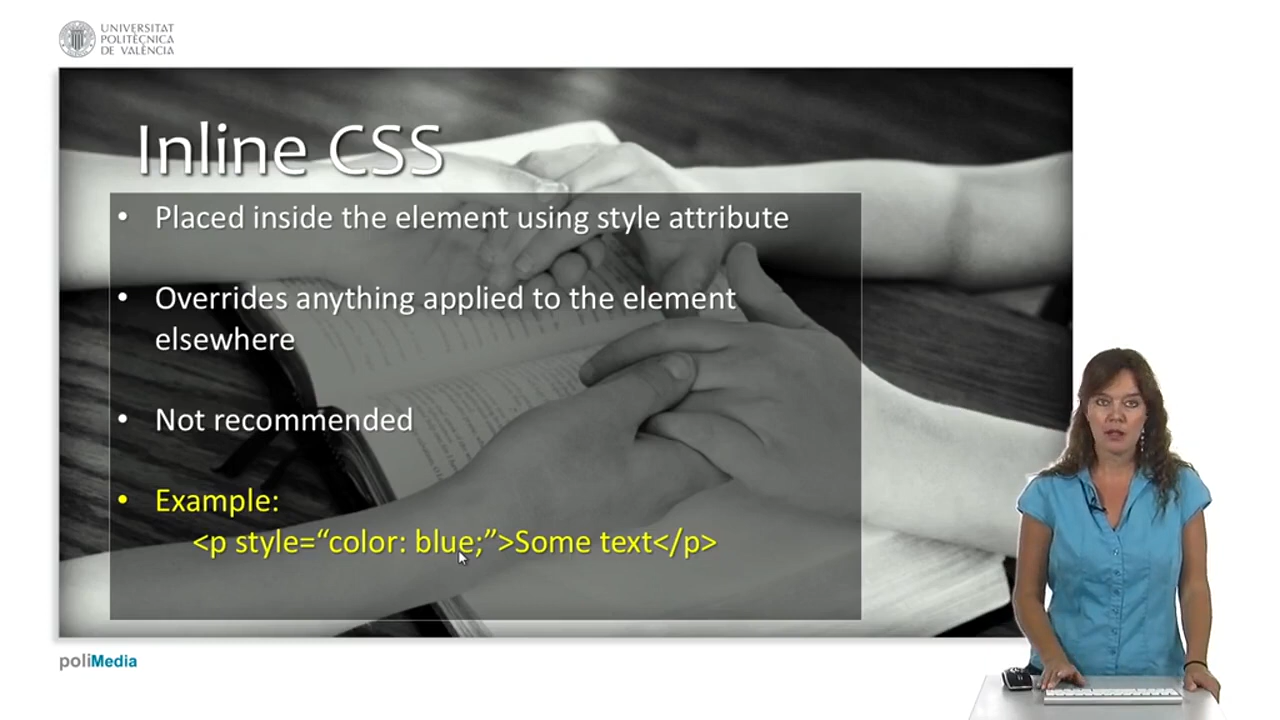 UNIVERSITAT
POLITÈCNICA
DE VALÈNCIA
Inline CSS
• Placed inside the element using style attribute
• Overrides anything applied to the element
elsewhere
• Not recommended
• Example:
<p style=“color: blue;”>Some text</p>
poliMedia